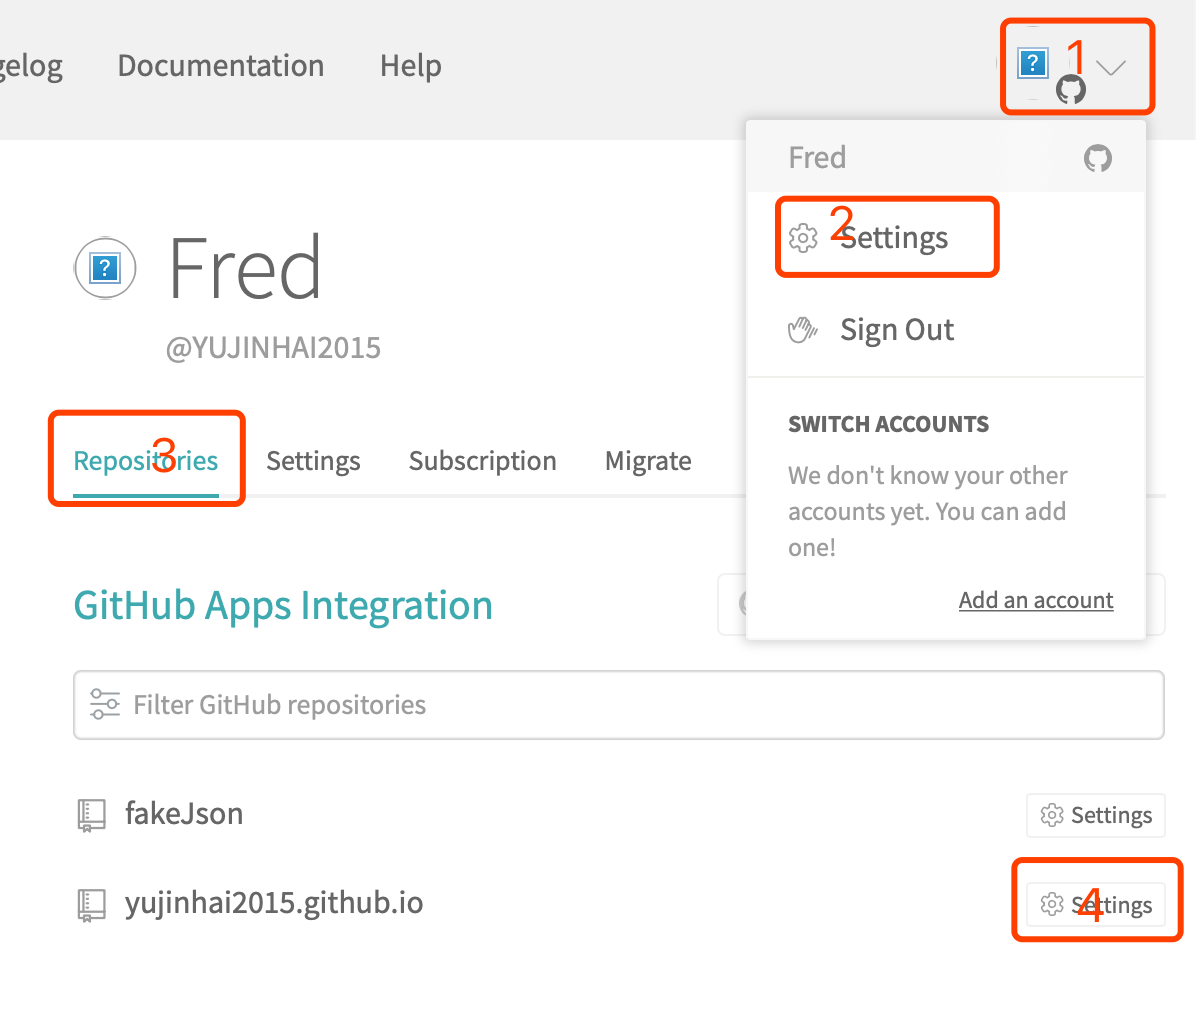 gelog Documentation Help
1
Fred
2
Settings
Sign Out
SWITCH ACCOUNTS
We don't know your other
accounts yet. You can add
one!
Add an account
Fred
@YUJINHAI2015
3
Repositories Settings Subscription Migrate
GitHub Apps Integration
Filter GitHub repositories
fakeJson Settings
yujinhai2015.github.io Settings
4